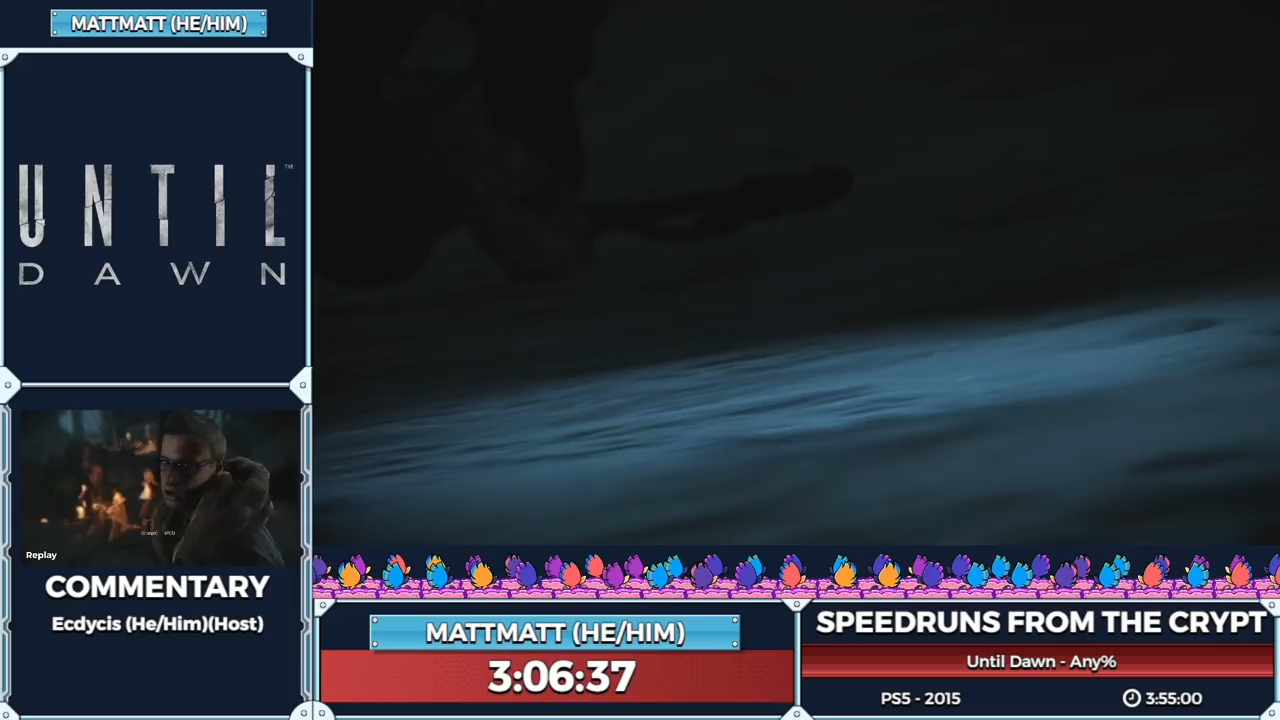 MATTMATT (HE/HIM)
UNTIL™
DAWN
Replay
COMMENTARY
Ecdycis (He/Him)(Host)
MATTMATT (HE/HIM)
3:06:37
SPEEDRUNS FROM THE CRYPT
Until Dawn - Any%
PS5 - 2015
3:55:00